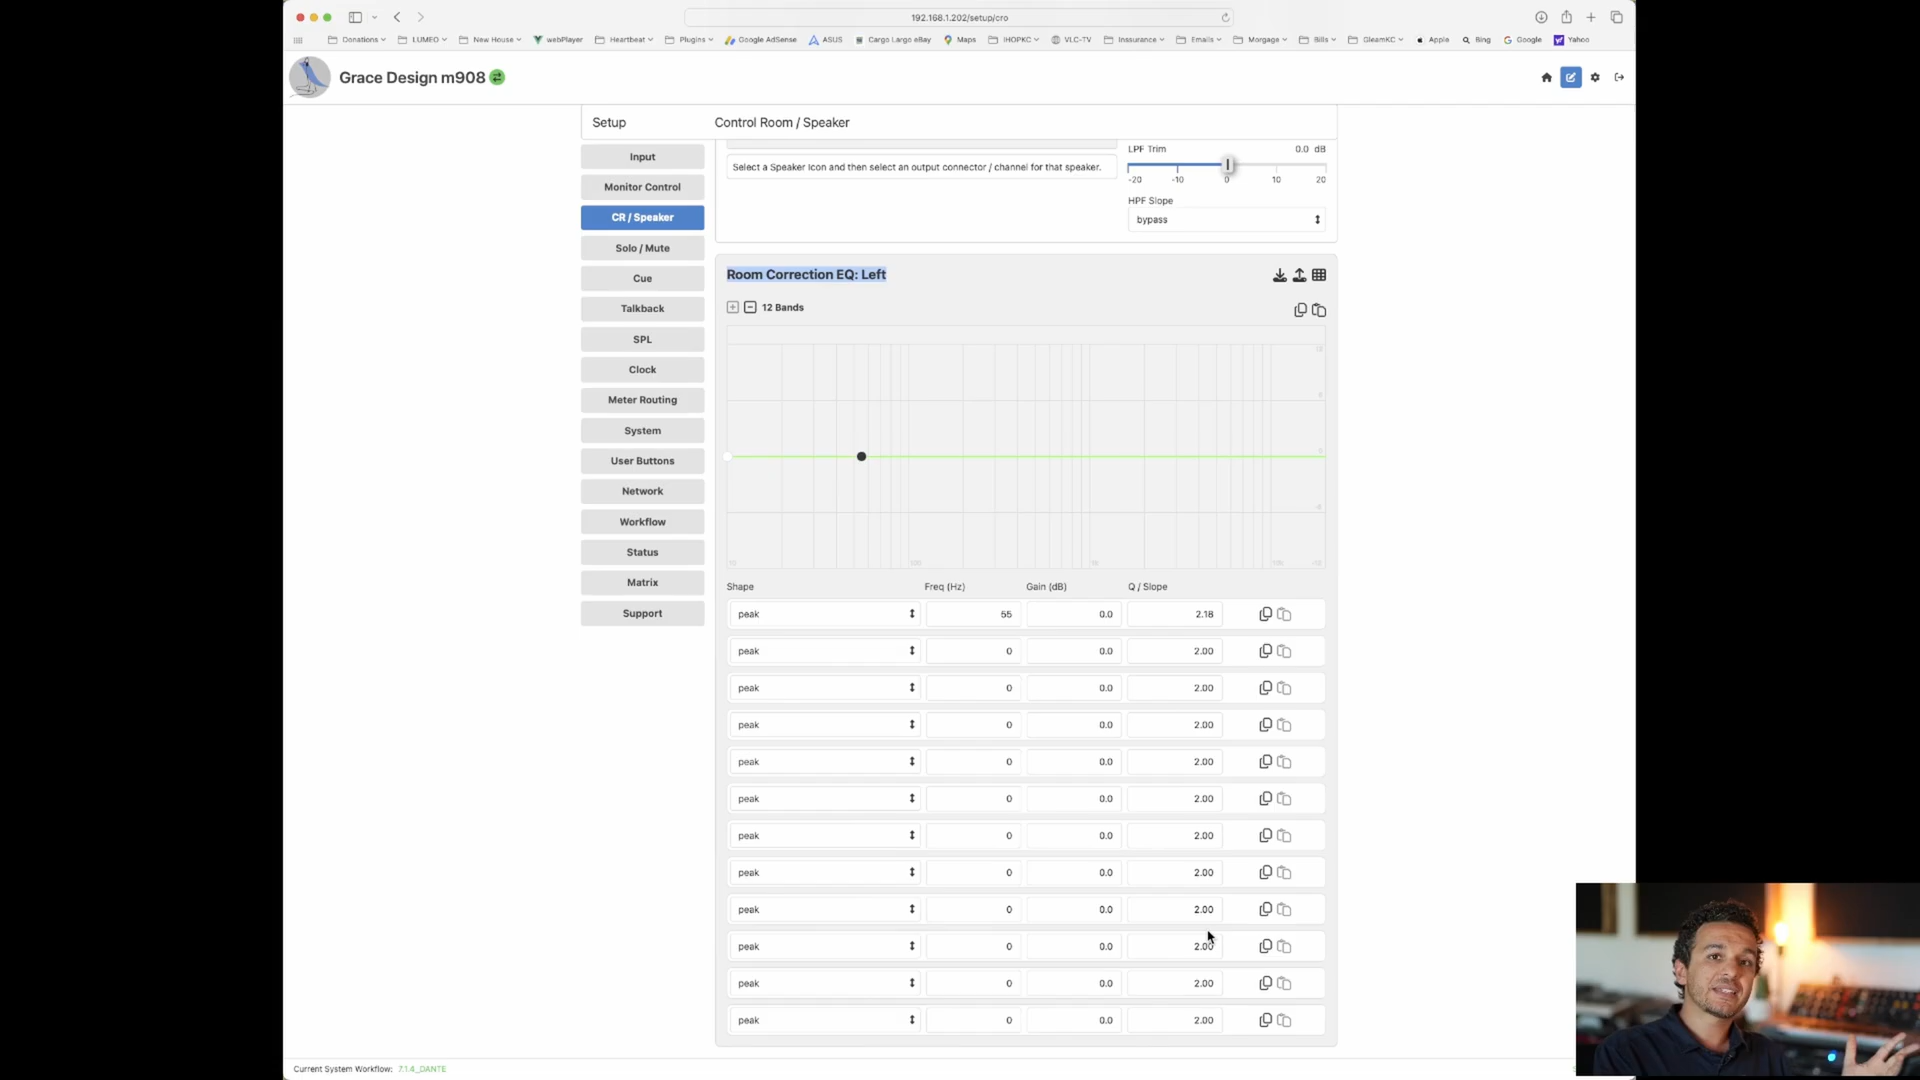 192.168.1.202/setup/cro
Donations LUMEO New House webPlayer Heartbeat Plugins Google AdSense ASUS Cargo Largo eBay Maps IHOPKC VLC-TV Inssurance Emails Morgage Bills GleamKC Apple Bing Google Yahoo
Grace Design m908
Setup
Control Room / Speaker
Input
Monitor Control
CR / Speaker
Solo / Mute
Cue
Talkback
SPL
Clock
Meter Routing
System
User Buttons
Network
Workflow
Status
Matrix
Support
Select a Speaker Icon and then select an output connector / channel for that speaker.
LPF Trim 0.0 dB
-20 -10 0 10 20
HPF Slope
bypass
Room Correction EQ: Left
12 Bands
Shape Freq (Hz) Gain (dB) Q / Slope
peak 55 0.0 2.18
peak 0 0.0 2.00
peak 0 0.0 2.00
peak 0 0.0 2.00
peak 0 0.0 2.00
peak 0 0.0 2.00
peak 0 0.0 2.00
peak 0 0.0 2.00
peak 0 0.0 2.00
peak 0 0.0 2.00
peak 0 0.0 2.00
peak 0 0.0 2.00
Current System Workflow: 7.1.4_DANTE